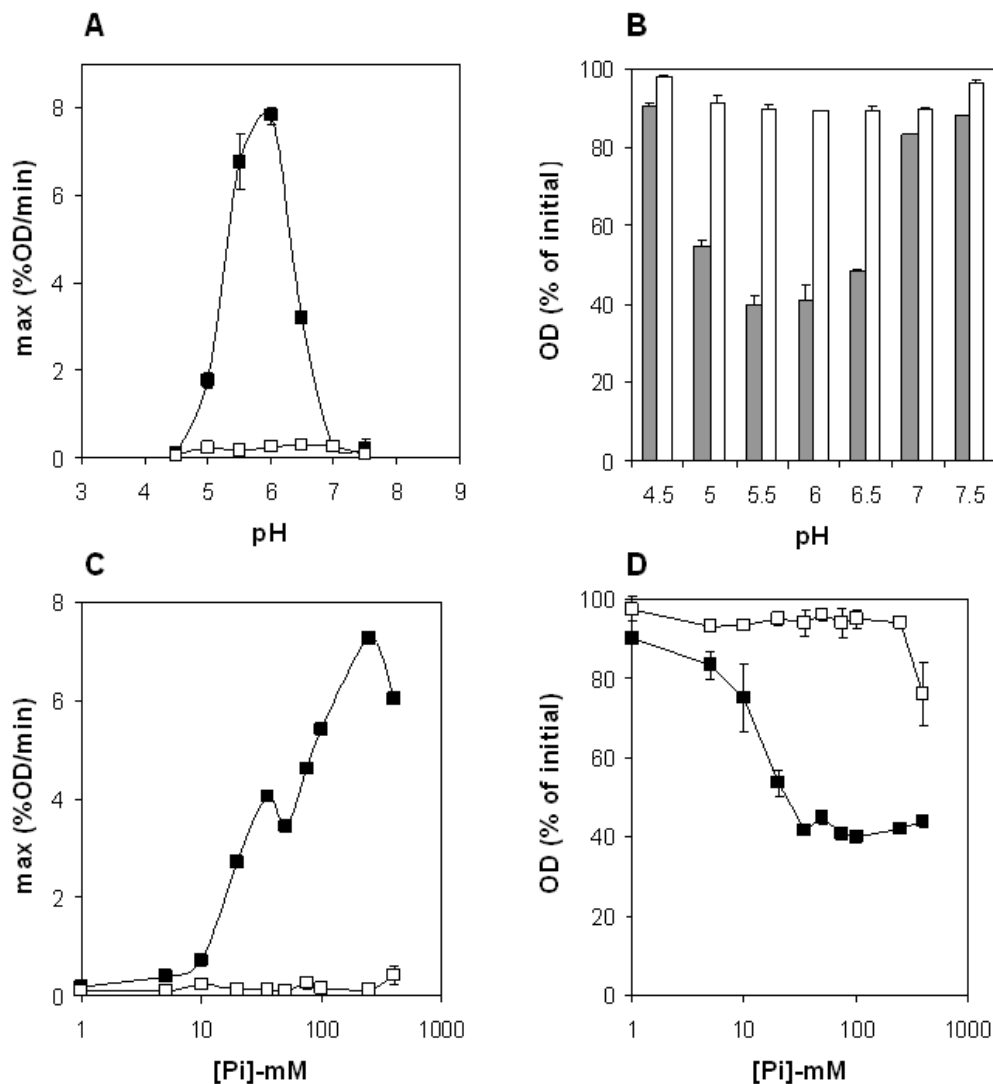 A
max (%OD/min)
8
6
4
2
0
3 4 5 6 7 8 9
pH
B
OD (% of initial)
100
80
60
40
20
0
4.5 5 5.5 6 6.5 7 7.5
pH
C
max (%OD/min)
8
6
4
2
0
1 10 100 1000
[Pi]-mM
D
OD (% of initial)
100
80
60
40
20
0
1 10 100 1000
[Pi]-mM